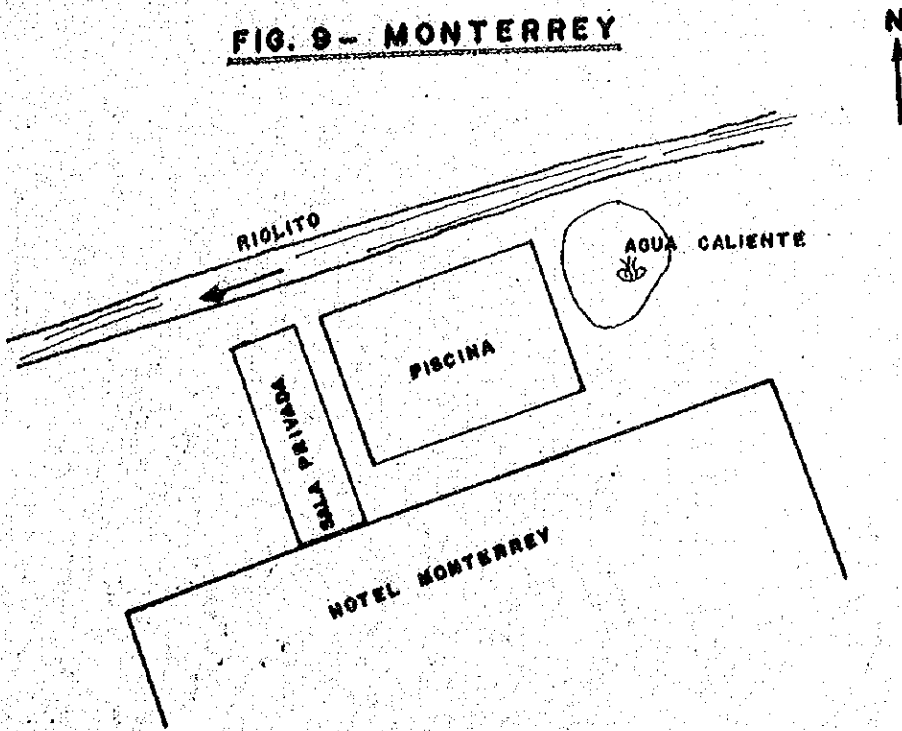 FIG. 9 - MONTERREY
N
RIOLITO
AGUA CALIENTE
PISCINA
SALA PRIVADA
HOTEL MONTERREY